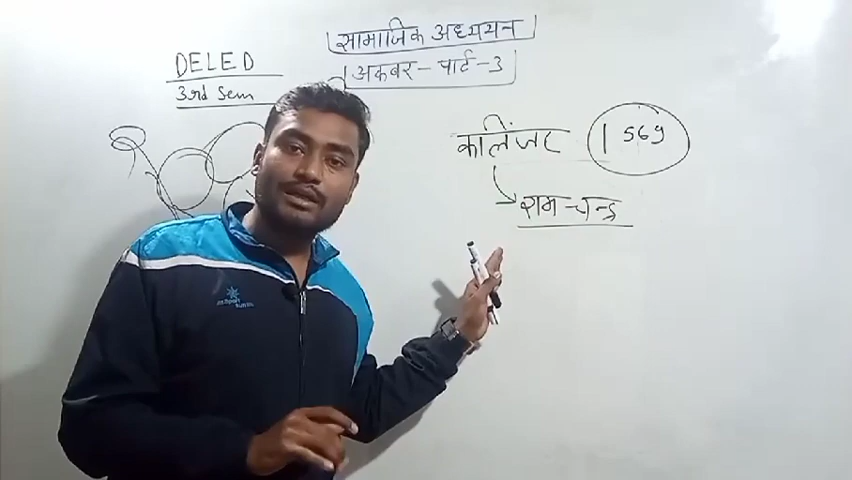 सामाजिक अध्ययन
अकबर - पार्ट - 3
DELED
3rd Sem
कालिंजर 1569
राम - चन्द्र